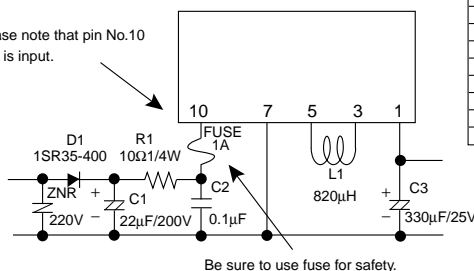 ase note that pin No.10
is input.
10 7 5 3 1
FUSE
1A
D1
1SR35-400
R1
10Ω1/4W
L1
820μH
ZNR
220V
+
−
C1
22μF/200V
C2
0.1μF
+
−
C3
330μF/25V
Be sure to use fuse for safety.